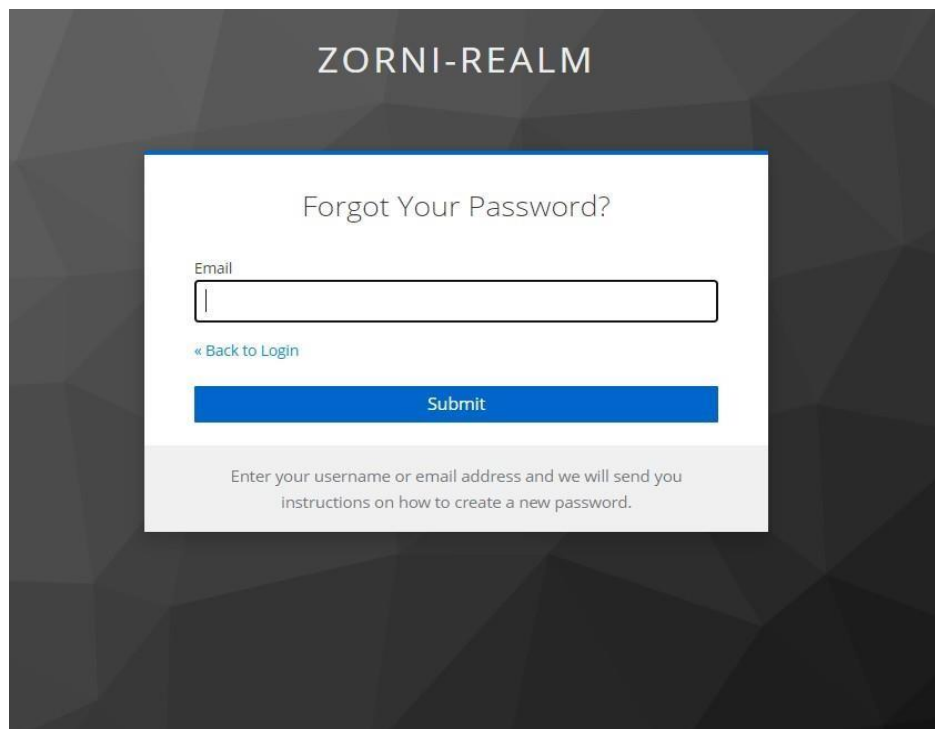 ZORNI-REALM
Forgot Your Password?
Email
« Back to Login
Submit
Enter your username or email address and we will send you
instructions on how to create a new password.